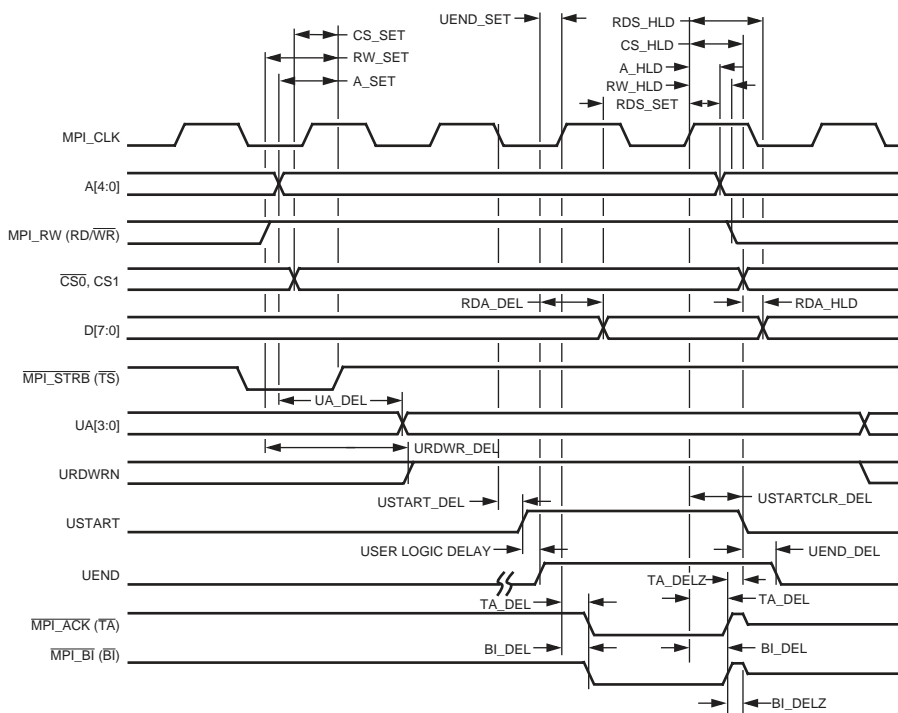 UEND_SET
RDS_HLD
CS_SET
CS_HLD
RW_SET
A_HLD
A_SET
RW_HLD
RDS_SET
MPI_CLK
A[4:0]
MPI_RW (RD/WR)
CS0, CS1
RDA_DEL
RDA_HLD
D[7:0]
MPI_STRB (TS)
UA_DEL
UA[3:0]
URDWR_DEL
URDWRN
USTART_DEL
USTARTCLR_DEL
USTART
USER LOGIC DELAY
UEND_DEL
UEND
TA_DELZ
TA_DEL
TA_DEL
MPI_ACK (TA)
BI_DEL
BI_DEL
MPI_BI (BI)
BI_DELZ